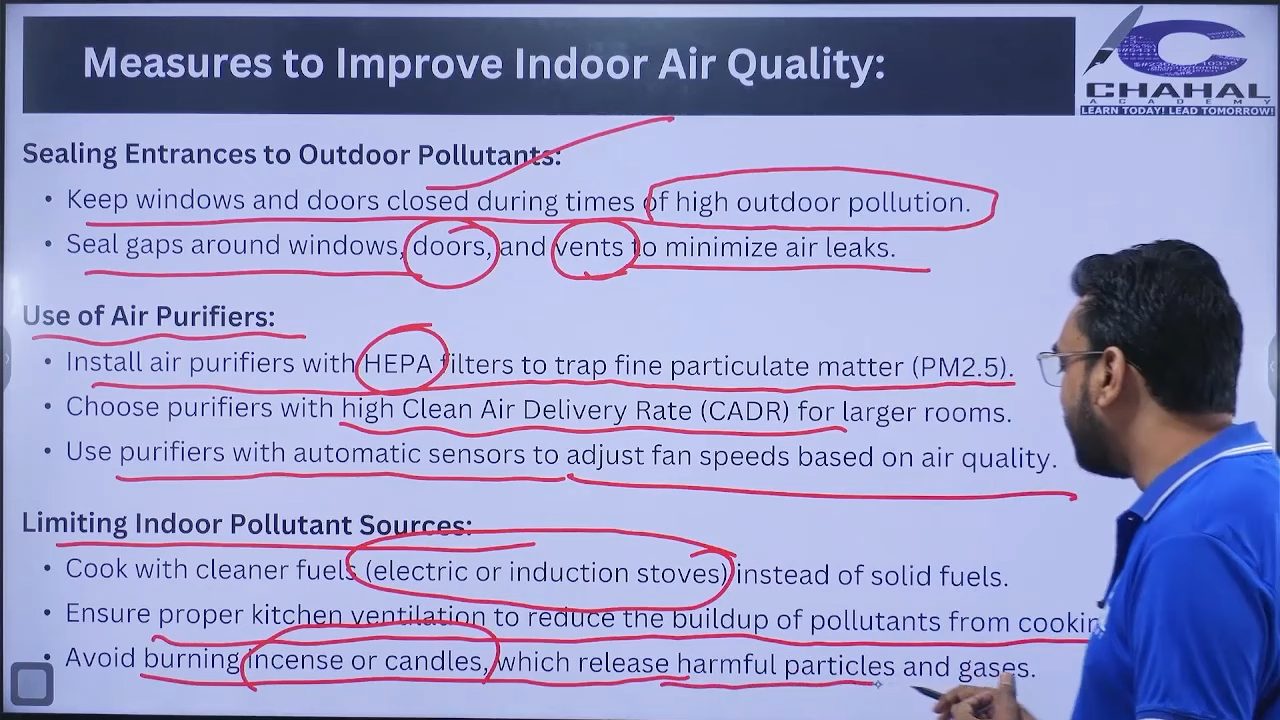 Measures to Improve Indoor Air Quality:
CHAHAL
ACADEMY
LEARN TODAY! LEAD TOMORROW!
Sealing Entrances to Outdoor Pollutants:
• Keep windows and doors closed during times of high outdoor pollution.
• Seal gaps around windows, doors, and vents to minimize air leaks.
Use of Air Purifiers:
• Install air purifiers with HEPA filters to trap fine particulate matter (PM2.5).
• Choose purifiers with high Clean Air Delivery Rate (CADR) for larger rooms.
• Use purifiers with automatic sensors to adjust fan speeds based on air quality.
Limiting Indoor Pollutant Sources:
• Cook with cleaner fuels (electric or induction stoves) instead of solid fuels.
• Ensure proper kitchen ventilation to reduce the buildup of pollutants from cookin
• Avoid burning incense or candles, which release harmful particles and gases.